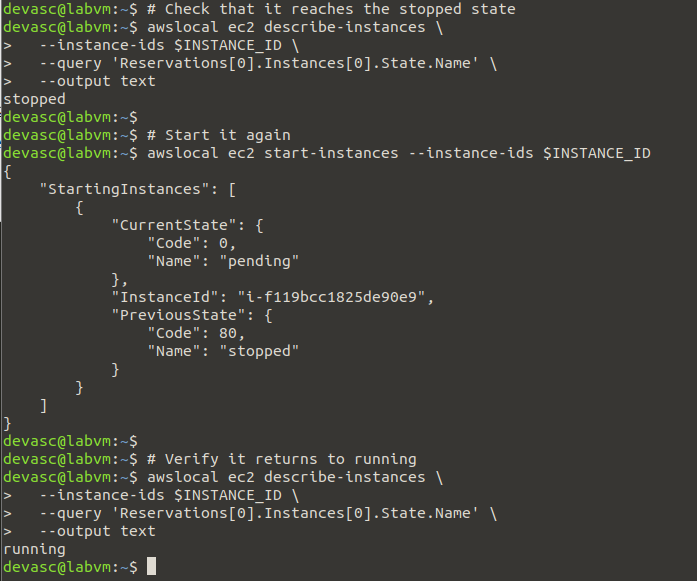 devasc@labvm:~$ # Check that it reaches the stopped state
devasc@labvm:~$ awslocal ec2 describe-instances \
>   --instance-ids $INSTANCE_ID \
>   --query 'Reservations[0].Instances[0].State.Name' \
>   --output text
stopped
devasc@labvm:~$
devasc@labvm:~$ # Start it again
devasc@labvm:~$ awslocal ec2 start-instances --instance-ids $INSTANCE_ID
{
    "StartingInstances": [
        {
            "CurrentState": {
                "Code": 0,
                "Name": "pending"
            },
            "InstanceId": "i-f119bcc1825de90e9",
            "PreviousState": {
                "Code": 80,
                "Name": "stopped"
            }
        }
    ]
}
devasc@labvm:~$
devasc@labvm:~$ # Verify it returns to running
devasc@labvm:~$ awslocal ec2 describe-instances \
>   --instance-ids $INSTANCE_ID \
>   --query 'Reservations[0].Instances[0].State.Name' \
>   --output text
running
devasc@labvm:~$